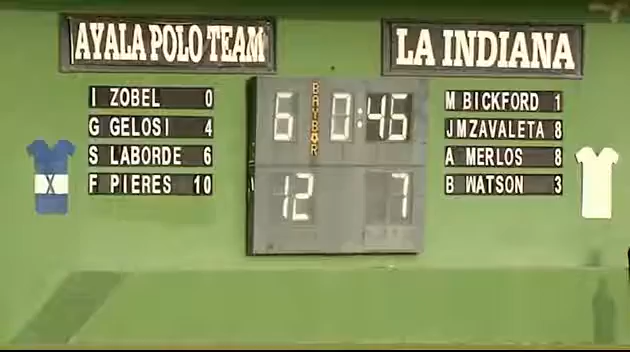 AYALA POLO TEAM
LA INDIANA
I ZOBEL 0
G GELOSI 4
S LABORDE 6
F PIERES 10
6 BAYBOR 0:45
12 7
M BICKFORD 1
JMZAVALETA 8
A MERLOS 8
B WATSON 3
X